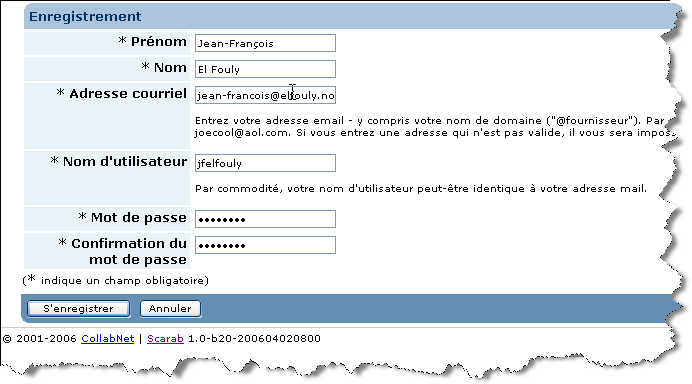 Enregistrement
* Prénom Jean-François
* Nom El Fouly
* Adresse courriel jean-francois@elfouly.no
Entrez votre adresse email - y compris votre nom de domaine ("@fournisseur"). Par
joecool@aol.com. Si vous entrez une adresse qui n'est pas valide, il vous sera
* Nom d'utilisateur jfelfouly
Par commodité, votre nom d'utilisateur peut-être identique à votre adresse mail.
* Mot de passe ••••••••
* Confirmation du ••••••••
mot de passe
(* indique un champ obligatoire)
S'enregistrer Annuler
© 2001-2006 CollabNet | Scarab 1.0-b20-200604020800